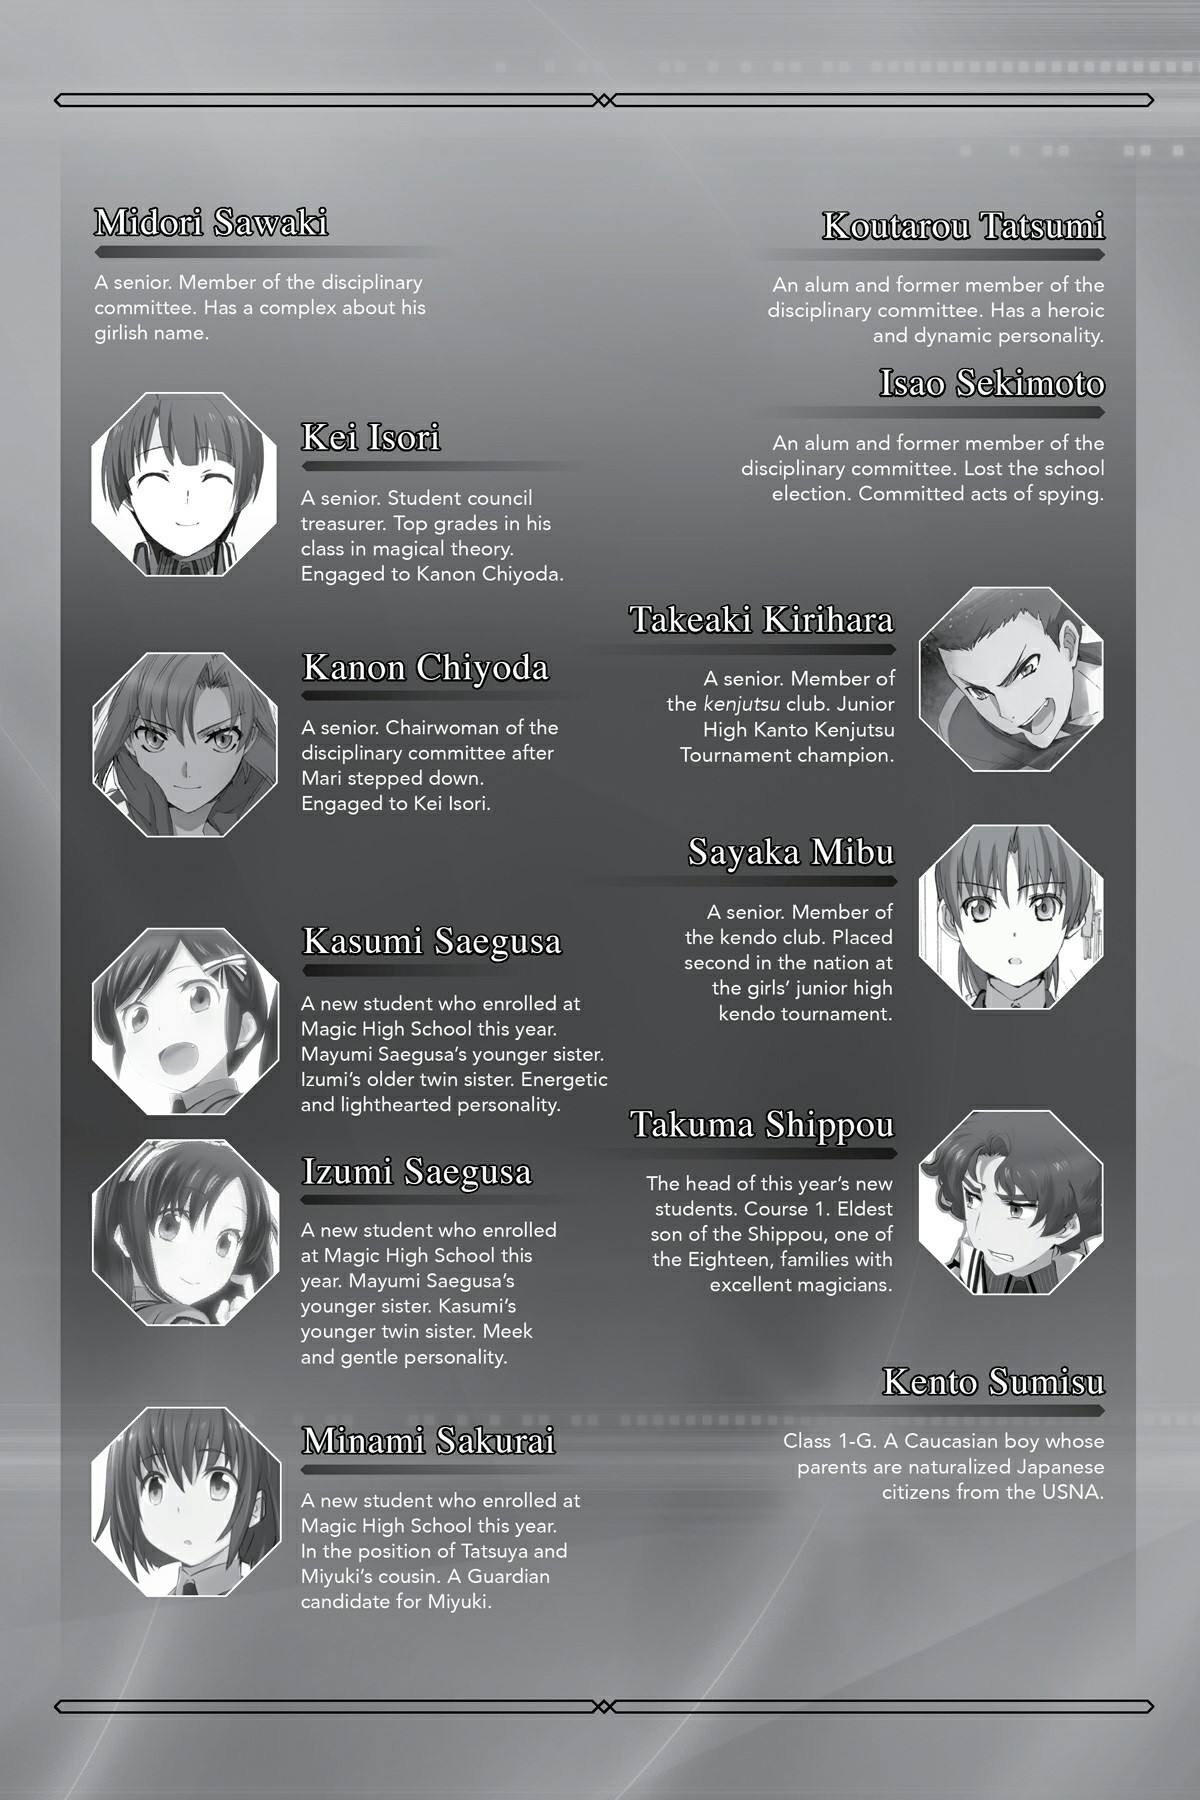 Midori Sawaki
A senior. Member of the disciplinary
committee. Has a complex about his
girlish name.
Kei Isori
A senior. Student council
treasurer. Top grades in his
class in magical theory.
Engaged to Kanon Chiyoda.
Kanon Chiyoda
A senior. Chairwoman of the
disciplinary committee after
Mari stepped down.
Engaged to Kei Isori.
Kasumi Saegusa
A new student who enrolled at
Magic High School this year.
Mayumi Saegusa’s younger sister.
Izumi’s older twin sister. Energetic
and lighthearted personality.
Izumi Saegusa
A new student who enrolled
at Magic High School this
year. Mayumi Saegusa’s
younger sister. Kasumi’s
younger twin sister. Meek
and gentle personality.
Minami Sakurai
A new student who enrolled at
Magic High School this year.
In the position of Tatsuya and
Miyuki’s cousin. A Guardian
candidate for Miyuki.
Koutarou Tatsumi
An alum and former member of the
disciplinary committee. Has a heroic
and dynamic personality.
Isao Sekimoto
An alum and former member of the
disciplinary committee. Lost the school
election. Committed acts of spying.
Takeaki Kirihara
A senior. Member of
the kenjutsu club. Junior
High Kanto Kenjutsu
Tournament champion.
Sayaka Mibu
A senior. Member of
the kendo club. Placed
second in the nation at
the girls’ junior high
kendo tournament.
Takuma Shippou
The head of this year’s new
students. Course 1. Eldest
son of the Shippou, one of
the Eighteen, families with
excellent magicians.
Kento Sumisu
Class 1-G. A Caucasian boy whose
parents are naturalized Japanese
citizens from the USNA.